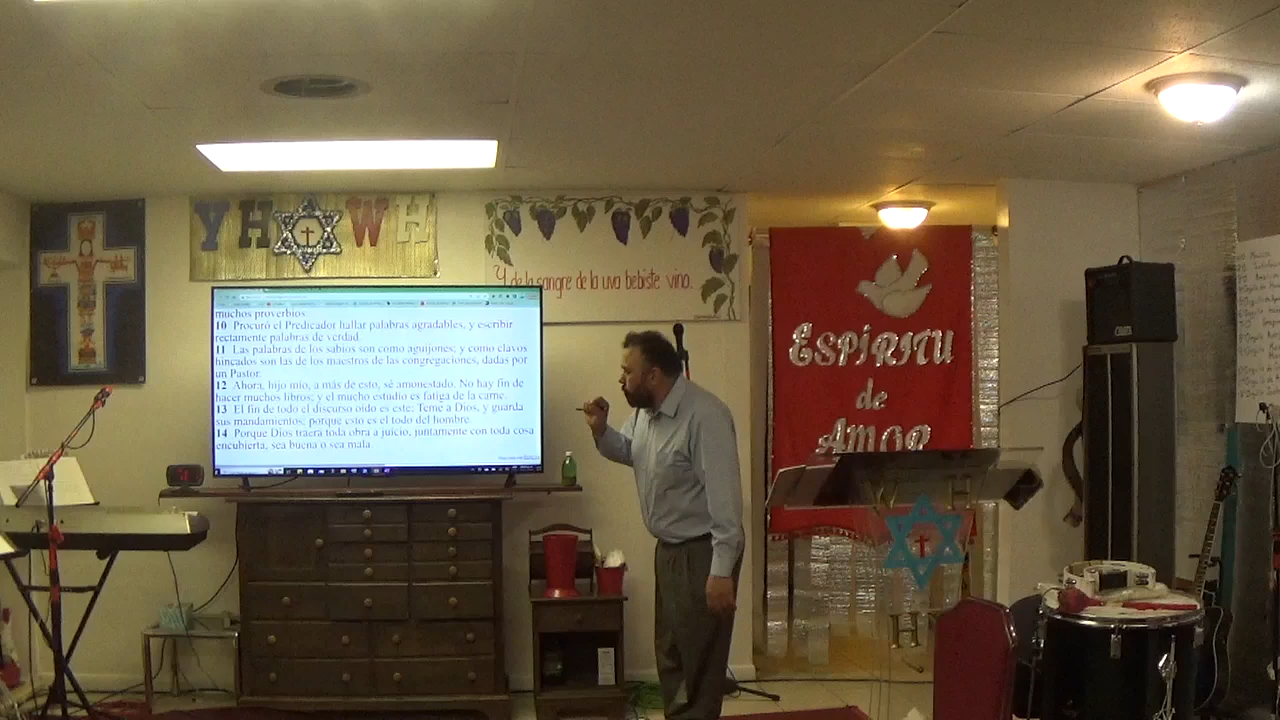 YH WH
Y de la sangre de la uva bebiste vino.
muchos proverbios
10 Procuró el Predicador hallar palabras agradables, y escribir
rectamente palabras de verdad.
11 Las palabras de los sabios son como aguijones; y como clavos
hincados son las de los maestros de las congregaciones, dadas por
un Pastor.
12 Ahora, hijo mío, a más de esto, sé amonestado. No hay fin de
hacer muchos libros; y el mucho estudio es fatiga de la carne.
13 El fin de todo el discurso oído es este: Teme a Dios, y guarda
sus mandamientos; porque esto es el todo del hombre.
14 Porque Dios traerá toda obra a juicio, juntamente con toda cosa
encubierta, sea buena o sea mala.
ESPÍRITU
de
AMOR